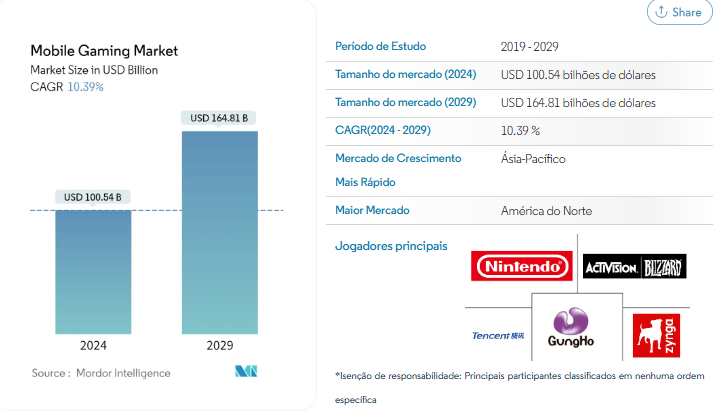 Share
Mobile Gaming Market
Market Size in USD Billion
CAGR 10.39%
USD 164.81 B
USD 100.54 B
2024 2029
Source : Mordor Intelligence
Período de Estudo 2019 - 2029
Tamanho do mercado (2024) USD 100.54 bilhões de dólares
Tamanho do mercado (2029) USD 164.81 bilhões de dólares
CAGR(2024 - 2029) 10.39 %
Mercado de Crescimento Ásia-Pacífico
Mais Rápido
Maior Mercado América do Norte
Jogadores principais
Nintendo
ACTIVISION BLIZZARD
Tencent 腾讯
GungHo
zynga
*Isenção de responsabilidade: Principais participantes classificados em nenhuma ordem
específica